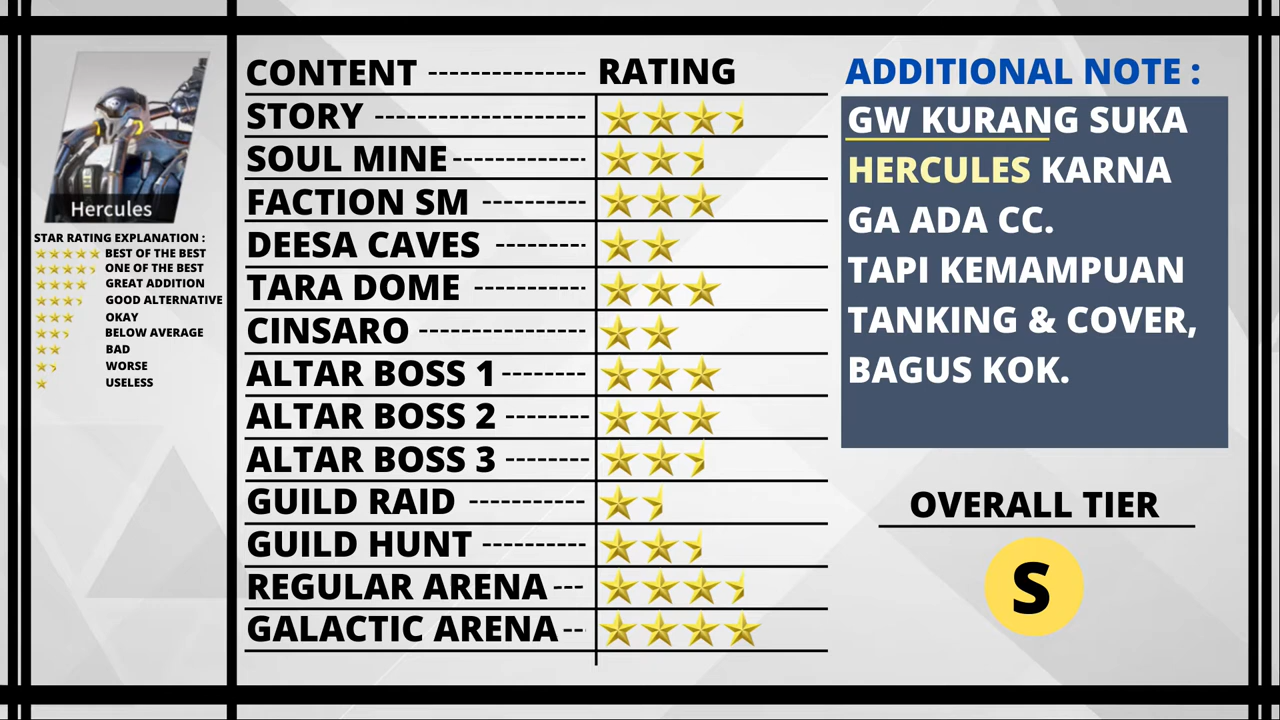 Hercules
STAR RATING EXPLANATION :
BEST OF THE BEST
ONE OF THE BEST
GREAT ADDITION
GOOD ALTERNATIVE
OKAY
BELOW AVERAGE
BAD
WORSE
USELESS
CONTENT -------------- RATING
STORY
SOUL MINE
FACTION SM
DEESA CAVES
TARA DOME
CINSARO
ALTAR BOSS 1
ALTAR BOSS 2
ALTAR BOSS 3
GUILD RAID
GUILD HUNT
REGULAR ARENA
GALACTIC ARENA
ADDITIONAL NOTE :
GW KURANG SUKA
HERCULES KARNA
GA ADA CC.
TAPI KEMAMPUAN
TANKING & COVER,
BAGUS KOK.
OVERALL TIER
S